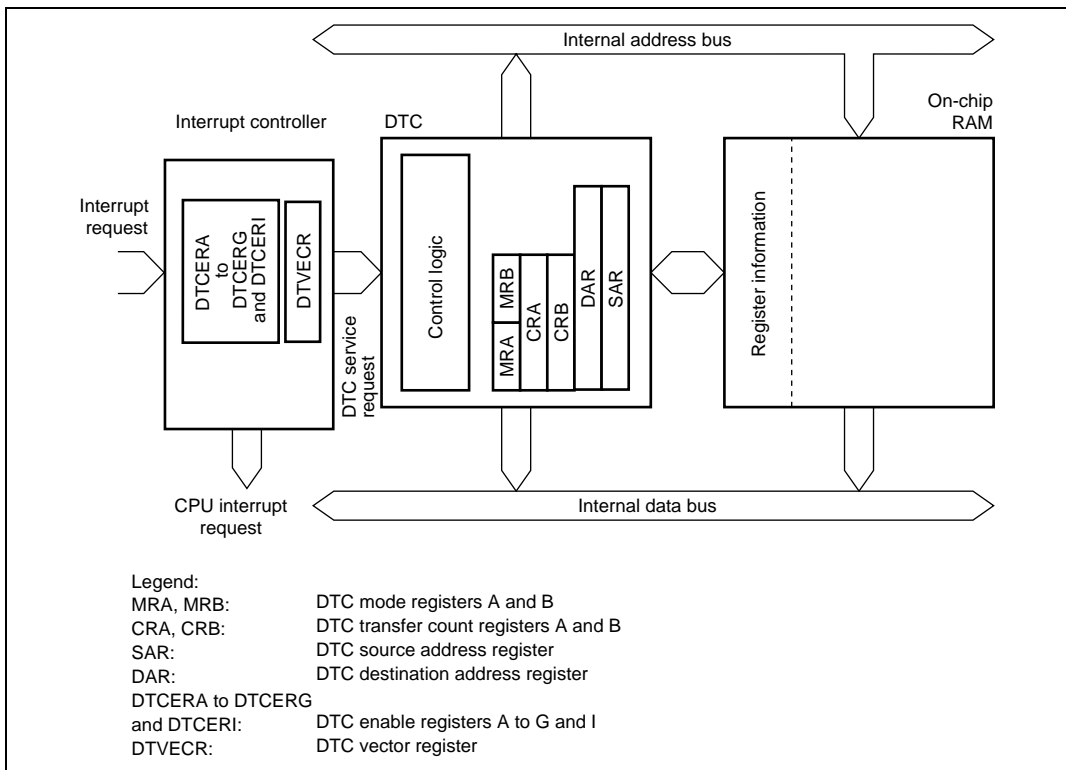 Internal address bus
Interrupt controller
DTC
On-chip
RAM
Interrupt
request
DTCERA
to
DTCERG
and DTCERI
DTVECR
DTC service
request
Control logic
MRA
MRB
CRA
CRB
DAR
SAR
Register information
CPU interrupt
request
Internal data bus
Legend:
MRA, MRB: DTC mode registers A and B
CRA, CRB: DTC transfer count registers A and B
SAR: DTC source address register
DAR: DTC destination address register
DTCERA to DTCERG
and DTCERI: DTC enable registers A to G and I
DTVECR: DTC vector register